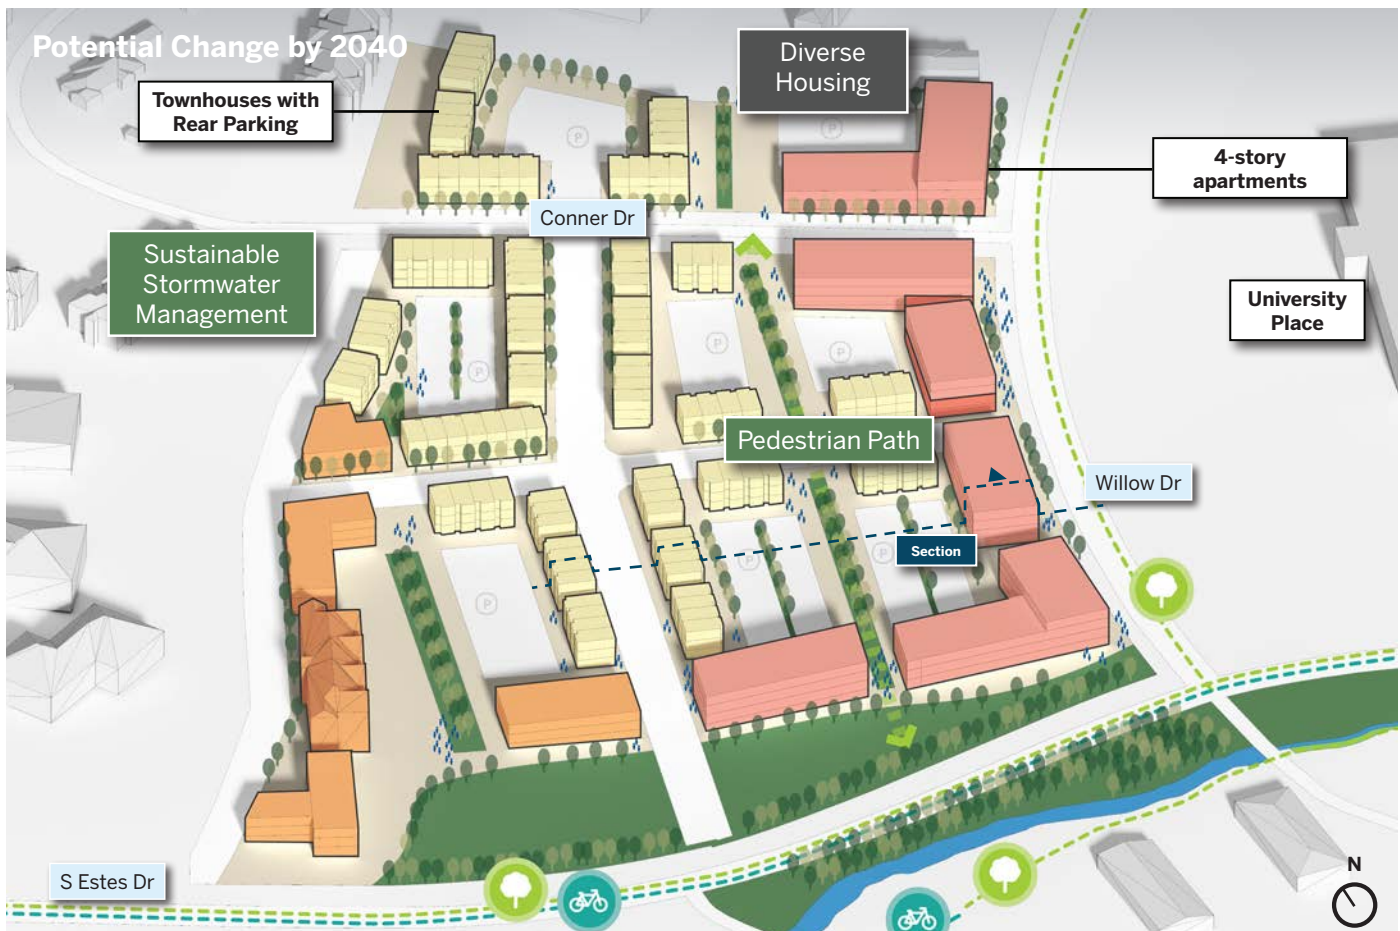 Potential Change by 2040
Diverse
Housing
Townhouses with
Rear Parking
P
P
4-story
apartments
Conner Dr
Sustainable
Stormwater
Management
University
Place
P
P
P
Pedestrian Path
Willow Dr
Section
P
P
P
N
S Estes Dr